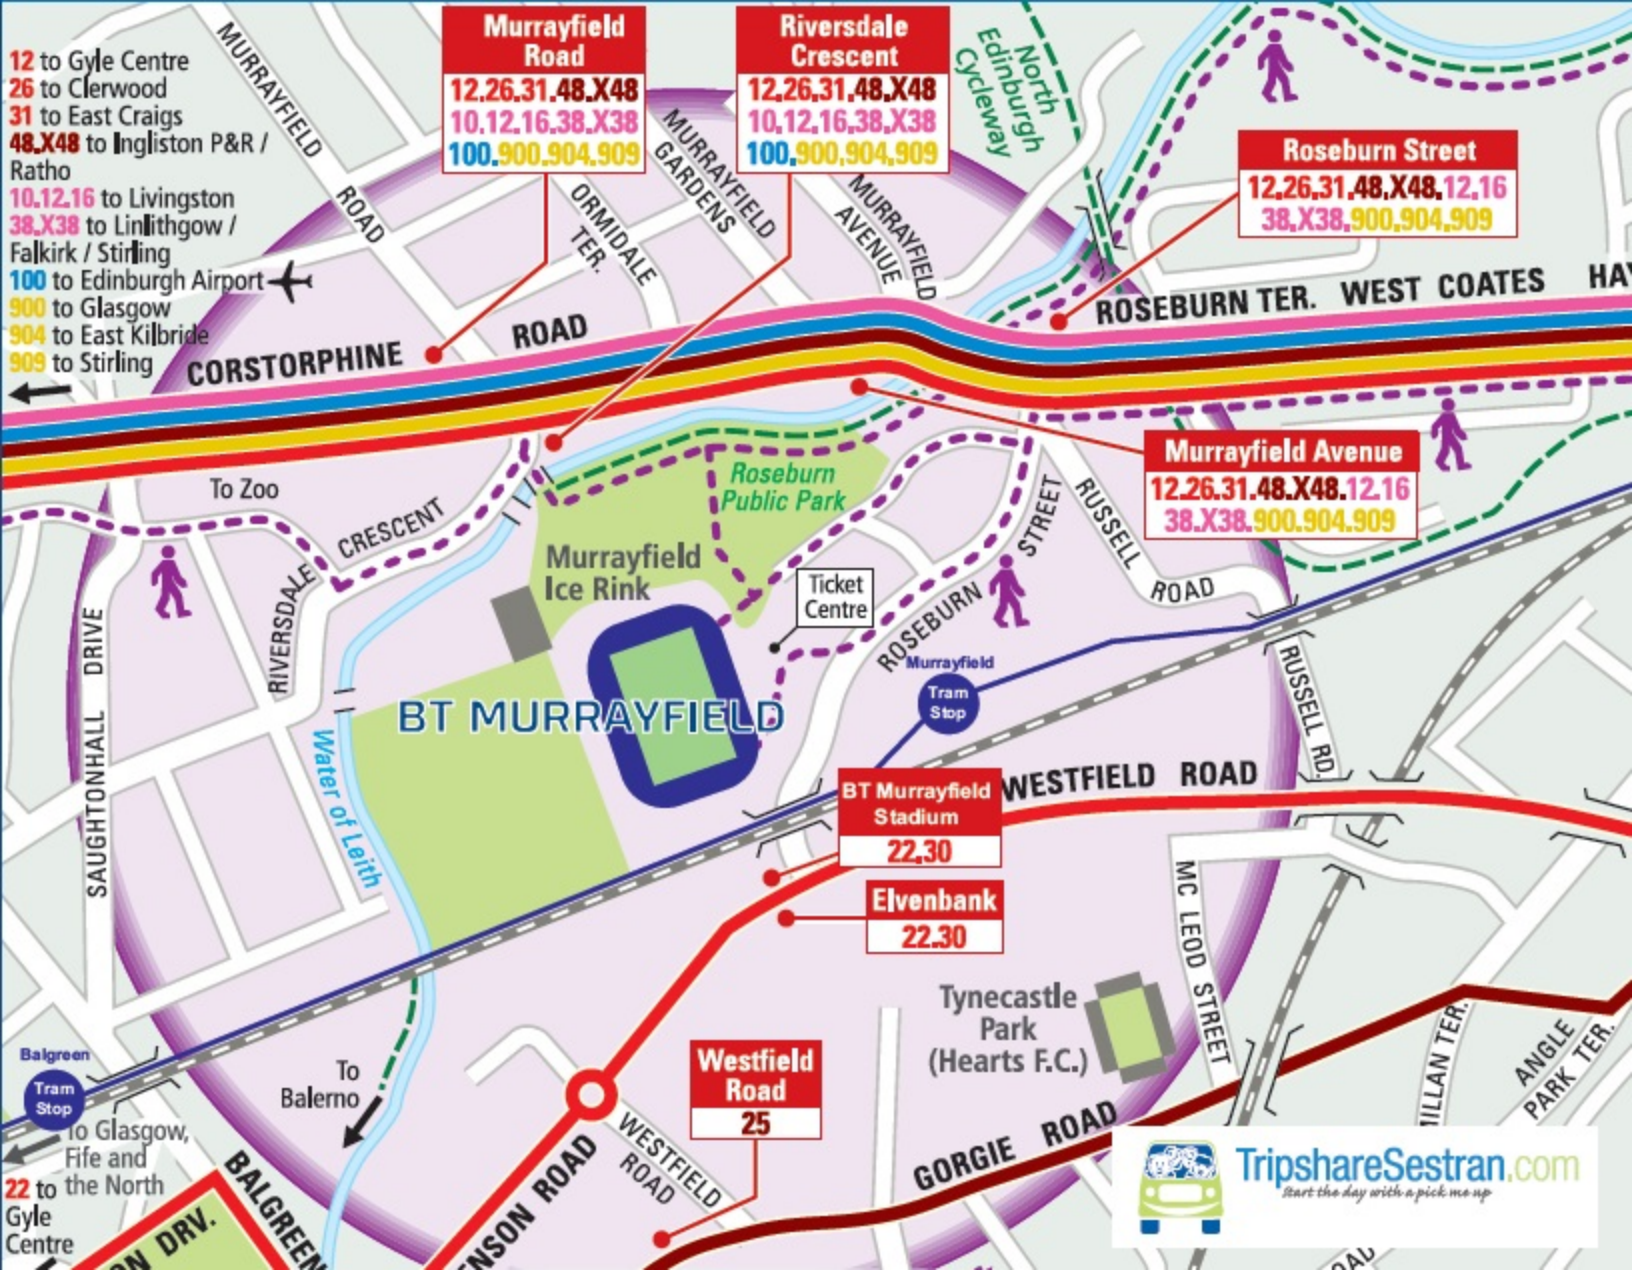 12 to Gyle Centre
26 to Clerwood
31 to East Craigs
48.X48 to Ingliston P&R /
Ratho
10.12.16 to Livingston
38.X38 to Linlithgow /
Falkirk / Stirling
100 to Edinburgh Airport
900 to Glasgow
904 to East Kilbride
909 to Stirling
MURRAYFIELD
ROAD
Murrayfield
Road
12.26.31.48.X48
10.12.16.38.X38
100.900.904.909
Riversdale
Crescent
12.26.31.48.X48
10.12.16.38.X38
100.900,904,909
North
Edinburgh
Cycleway
Roseburn Street
12.26.31.48.X48.12.16
38.X38.900.904.909
ORMIDALE
TER.
MURRAYFIELD
GARDENS
MURRAYFIELD
AVENUE
CORSTORPHINE
ROAD
ROSEBURN TER.
WEST COATES
HAY
Murrayfield Avenue
12.26.31.48.X48.12.16
38.X38.900.904.909
To Zoo
CRESCENT
RIVERSDALE
SAUGHTONHALL DRIVE
Roseburn
Public Park
Murrayfield
Ice Rink
Ticket
Centre
ROSEBURN
STREET
RUSSELL
ROAD
RUSSELL RD.
Murrayfield
Tram
Stop
BT MURRAYFIELD
Water of Leith
BT Murrayfield
Stadium
22.30
WESTFIELD ROAD
Elvenbank
22.30
MC LEOD STREET
Tynecastle
Park
(Hearts F.C.)
Balgreen
Tram
Stop
To
Balerno
To Glasgow,
Fife and
the North
22 to
Gyle
Centre
Westfield
Road
25
WESTFIELD
ROAD
GORGIE ROAD
ENSON ROAD
BALGREEN
ON DRV.
MILLAN TER.
ANGLE
PARK TER.
OAD
TripshareSestran.com
Start the day with a pick me up